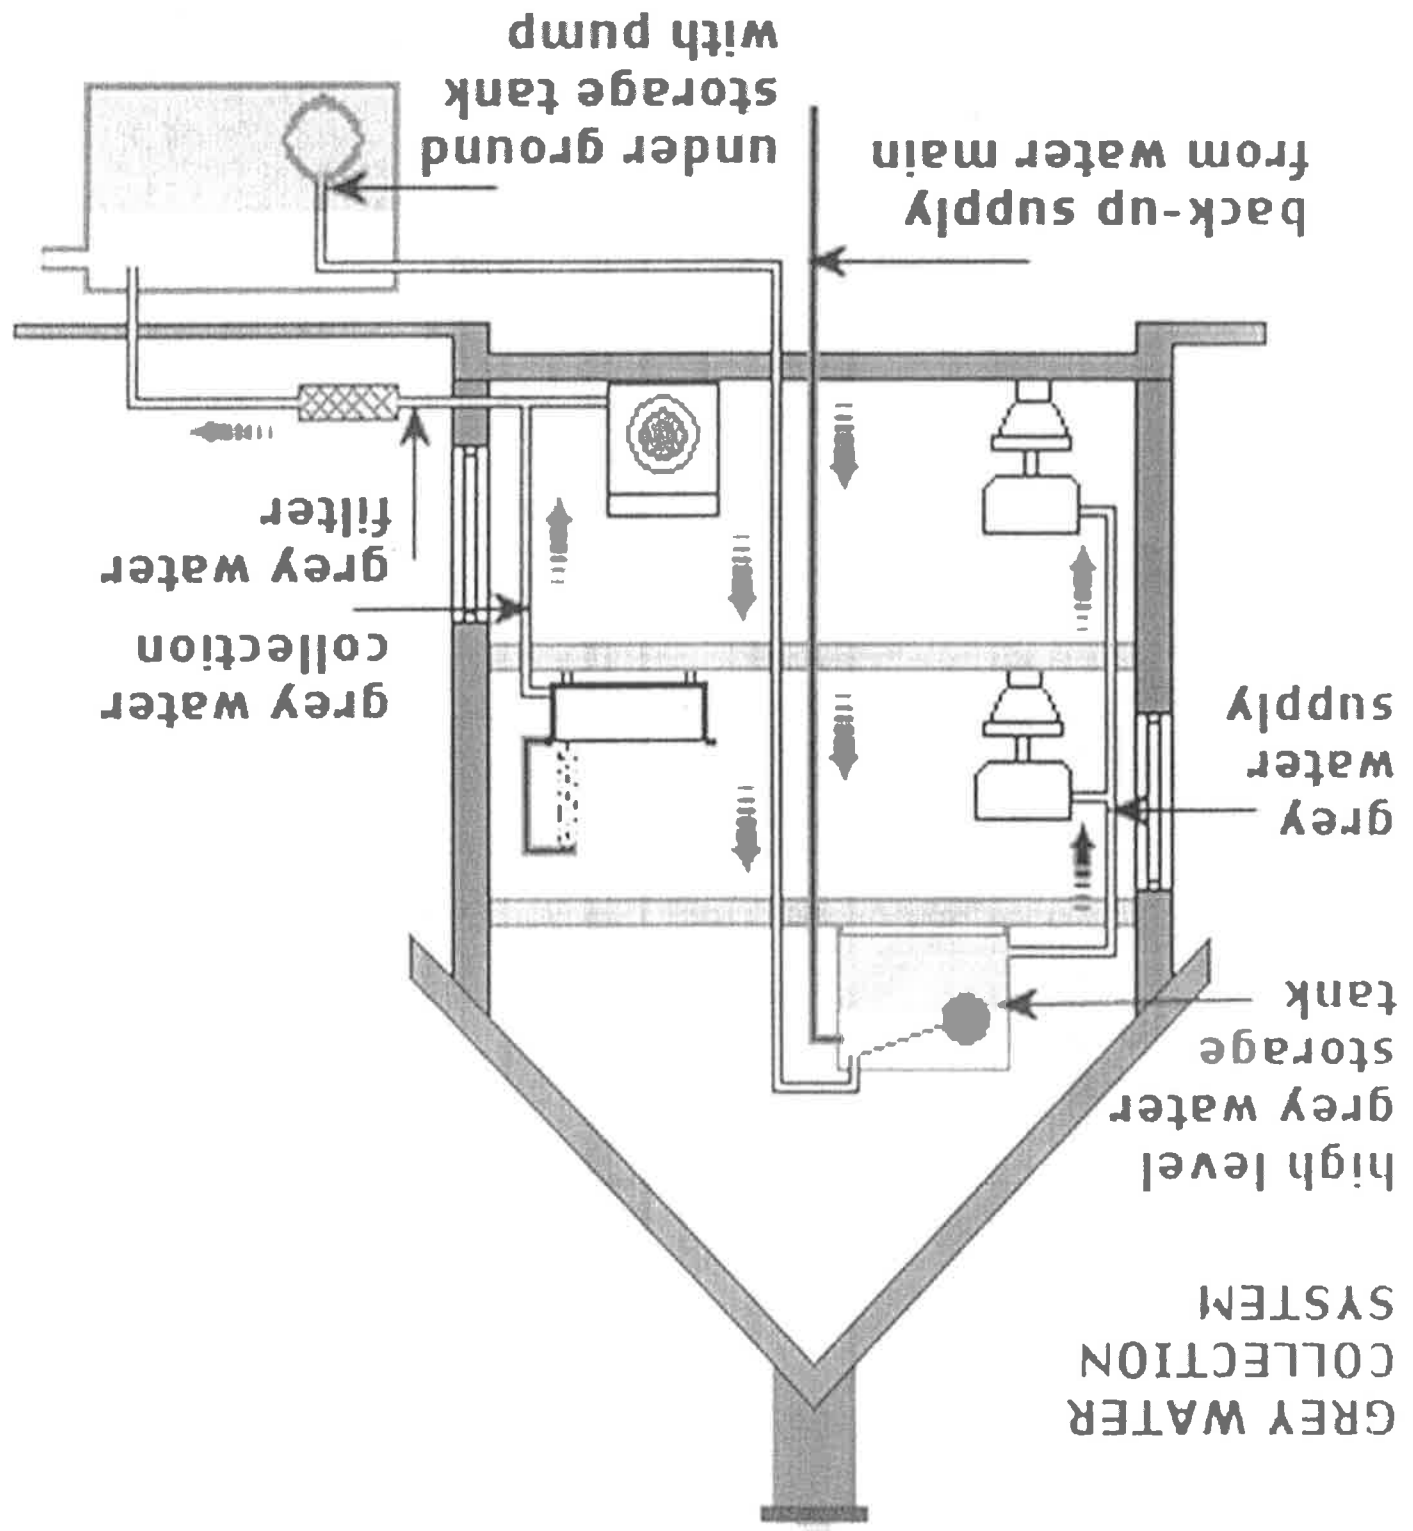 GREY WATER
COLLECTION
SYSTEM
high level
grey water
storage
tank
grey
water
supply
grey water
collection
grey water
filter
back-up supply
from water main
under ground
storage tank
with pump